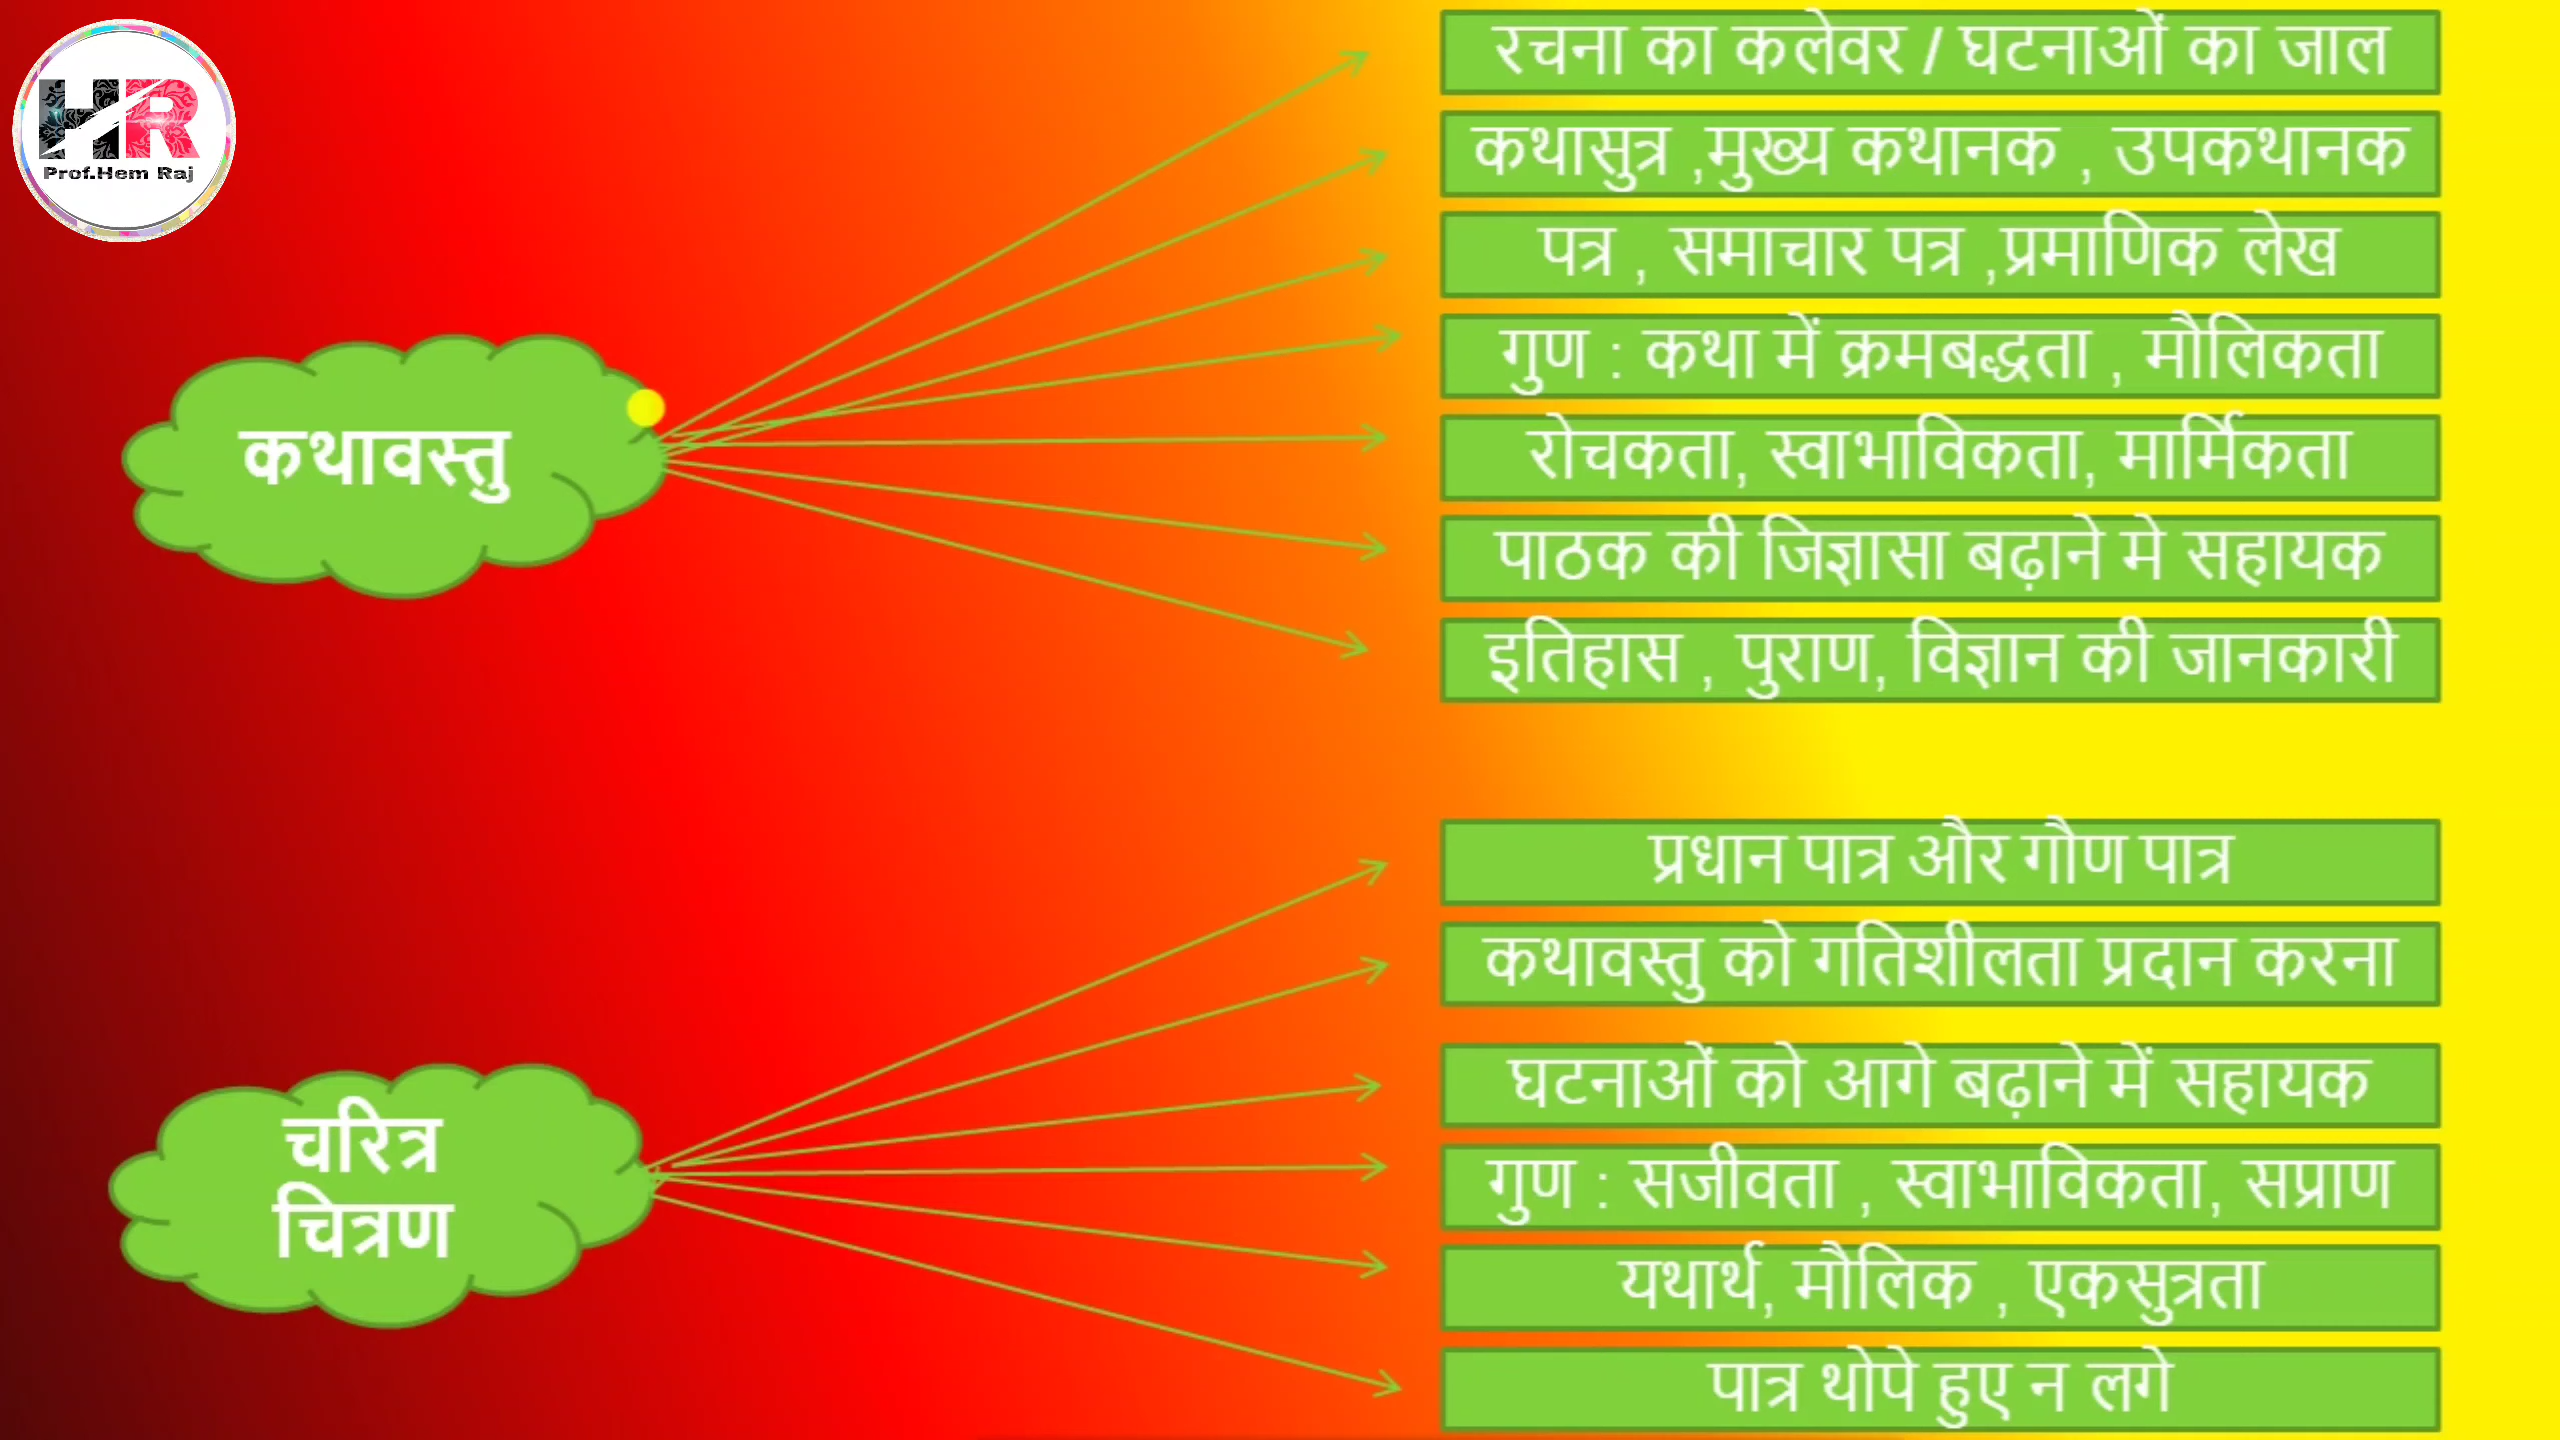 HR
Prof.Hem Raj
कथावस्तु
रचना का कलेवर / घटनाओं का जाल
कथासुत्र ,मुख्य कथानक , उपकथानक
पत्र , समाचार पत्र ,प्रमाणिक लेख
गुण : कथा में क्रमबद्धता , मौलिकता
रोचकता, स्वाभाविकता, मार्मिकता
पाठक की जिज्ञासा बढ़ाने मे सहायक
इतिहास , पुराण, विज्ञान की जानकारी
चरित्र
चित्रण
प्रधान पात्र और गौण पात्र
कथावस्तु को गतिशीलता प्रदान करना
घटनाओं को आगे बढ़ाने में सहायक
गुण : सजीवता , स्वाभाविकता, सप्राण
यथार्थ, मौलिक , एकसुत्रता
पात्र थोपे हुए न लगे